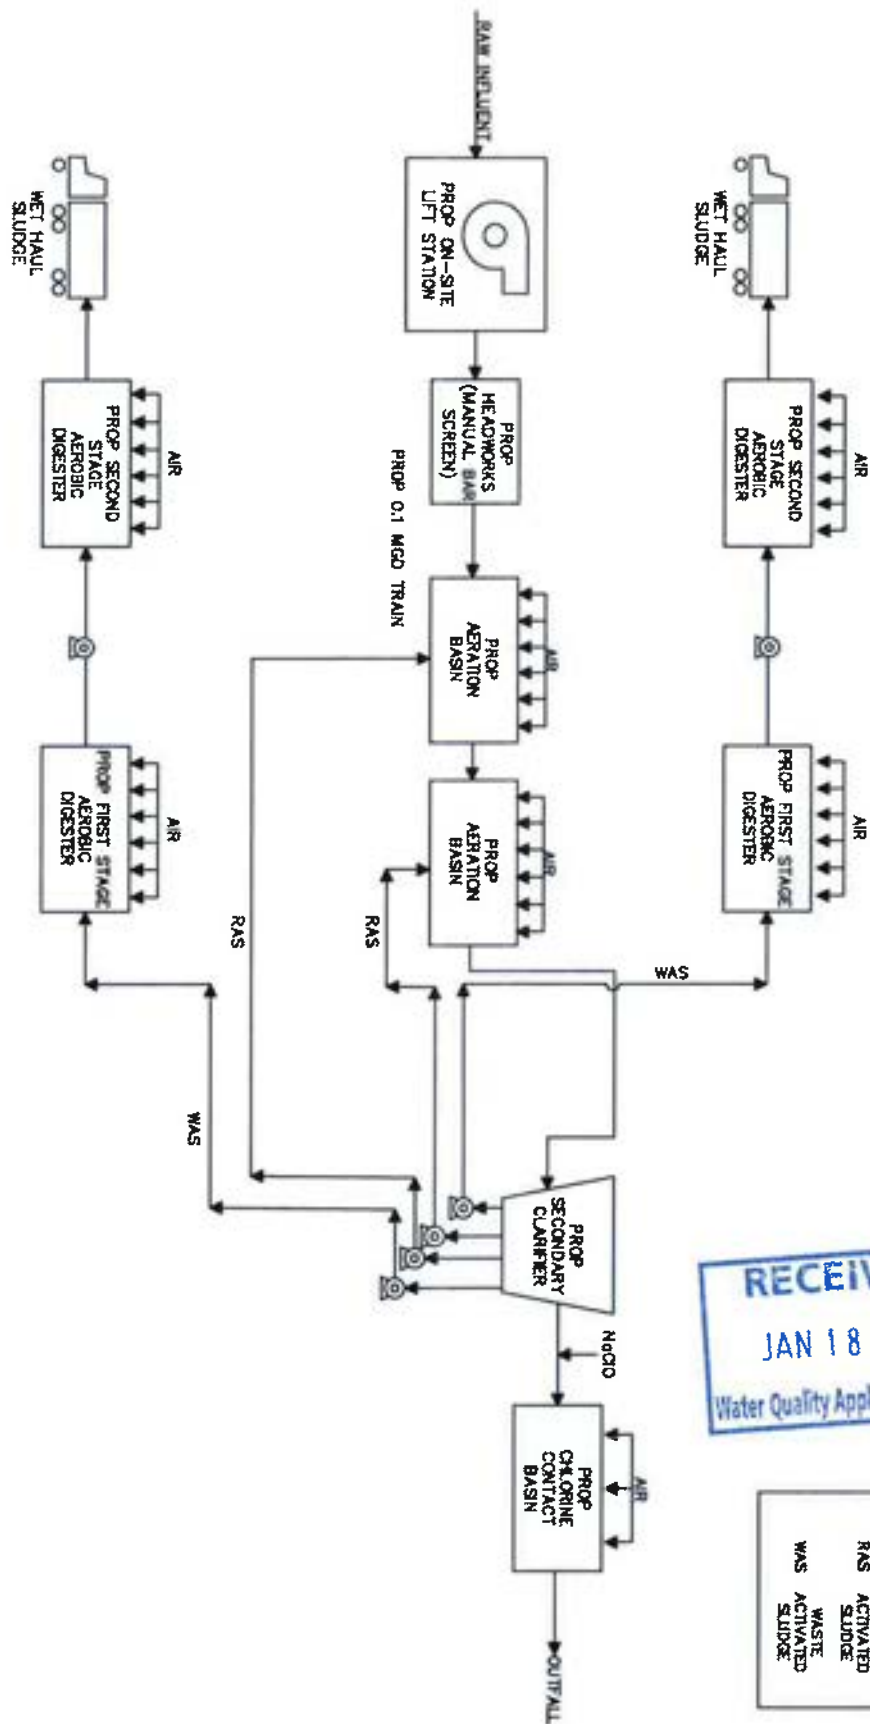 RAW INFLUENT
PROP ON-SITE
LIFT STATION
PROP
HEADWORKS
(MANUAL BAR
SCREEN)
PROP 0.1 MGD TRAIN
AIR
PROP
AERATION
BASIN
AIR
PROP
AERATION
BASIN
RAS
RAS
WET HAUL
SLUDGE
AIR
PROP SECOND
STAGE
AEROBIC
DIGESTER
AIR
PROP FIRST STAGE
AEROBIC
DIGESTER
WAS
WET HAUL
SLUDGE
AIR
PROP SECOND
STAGE
AEROBIC
DIGESTER
AIR
PROP FIRST STAGE
AEROBIC
DIGESTER
WAS
PROP
SECONDARY
CLARIFIER
NaClO
AIR
PROP
CHLORINE
CONTACT
BASIN
OUTFALL
JAN 18
Water Quality
RAS ACTIVATED
SLUDGE
WASTE
WAS ACTIVATED
SLUDGE